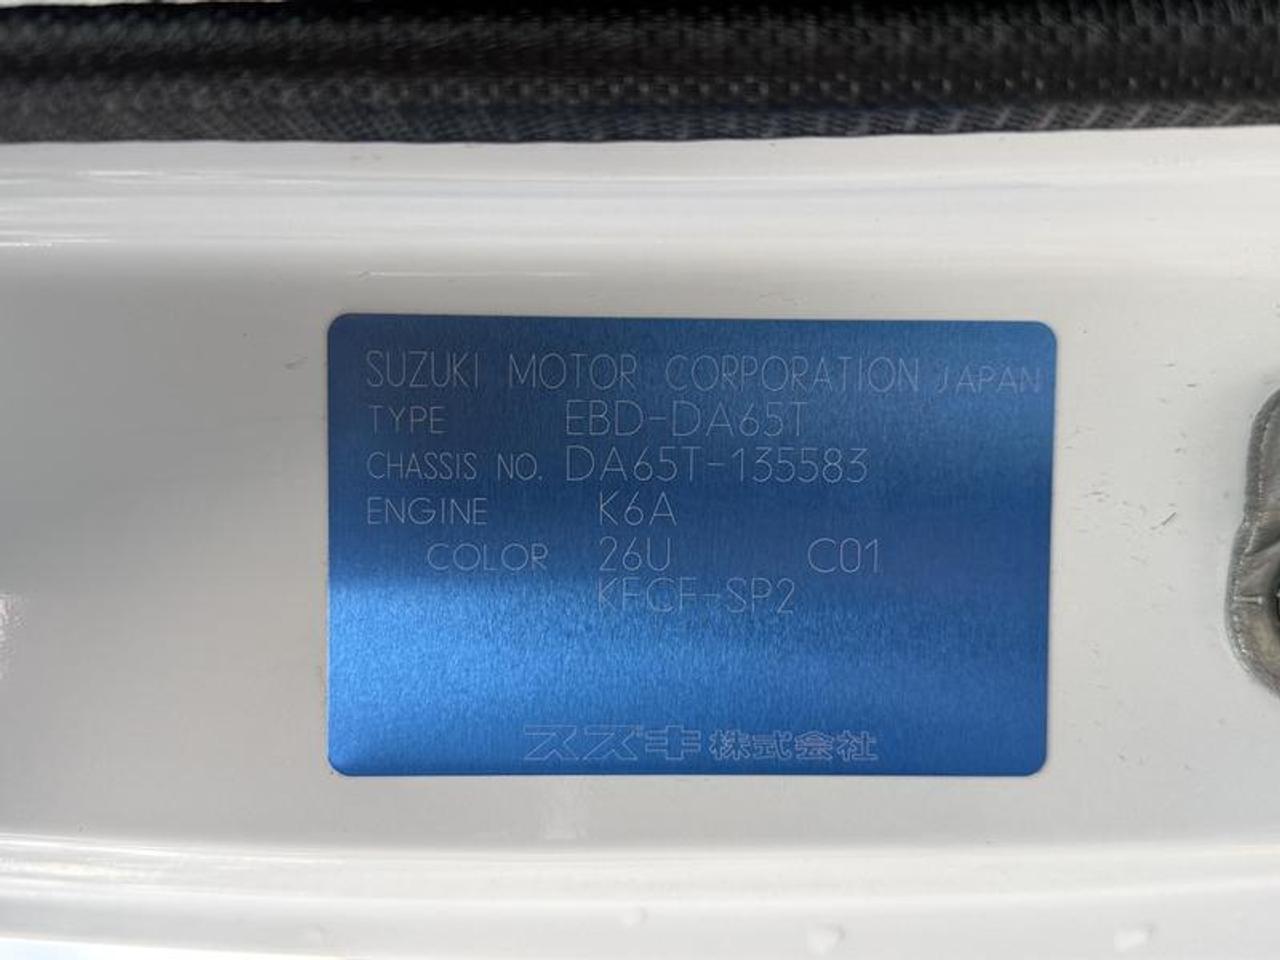 SUZUKI MOTOR CORPORATION JAPAN
TYPE EBD-DA65T
CHASSIS NO. DA65T-135583
ENGINE K6A
COLOR 26U C01
KFCF-SP2
スズキ株式会社